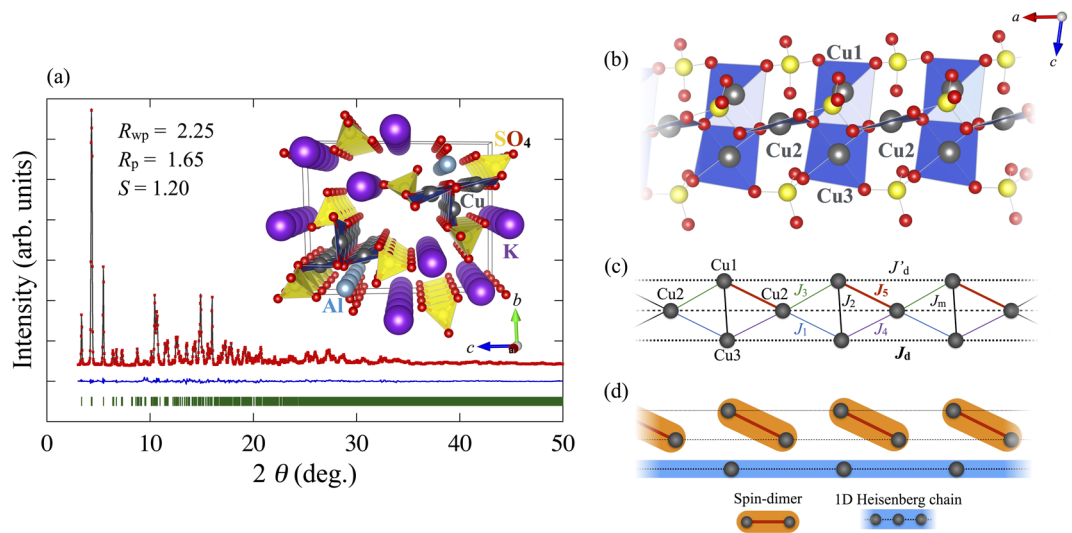 (a)
R_wp = 2.25
R_p = 1.65
S = 1.20
SO4
Cu
K
Al
b
c
a
Intensity (arb. units)
0 10 20 30 40 50
2 θ (deg.)
a
c
(b)
Cu1
Cu2 Cu2
Cu3
(c)
Cu1 J'd
Cu2 Cu2 J3 J2 J5 Jm
J1 J4
Cu3 Jd
(d)
Spin-dimer 1D Heisenberg chain